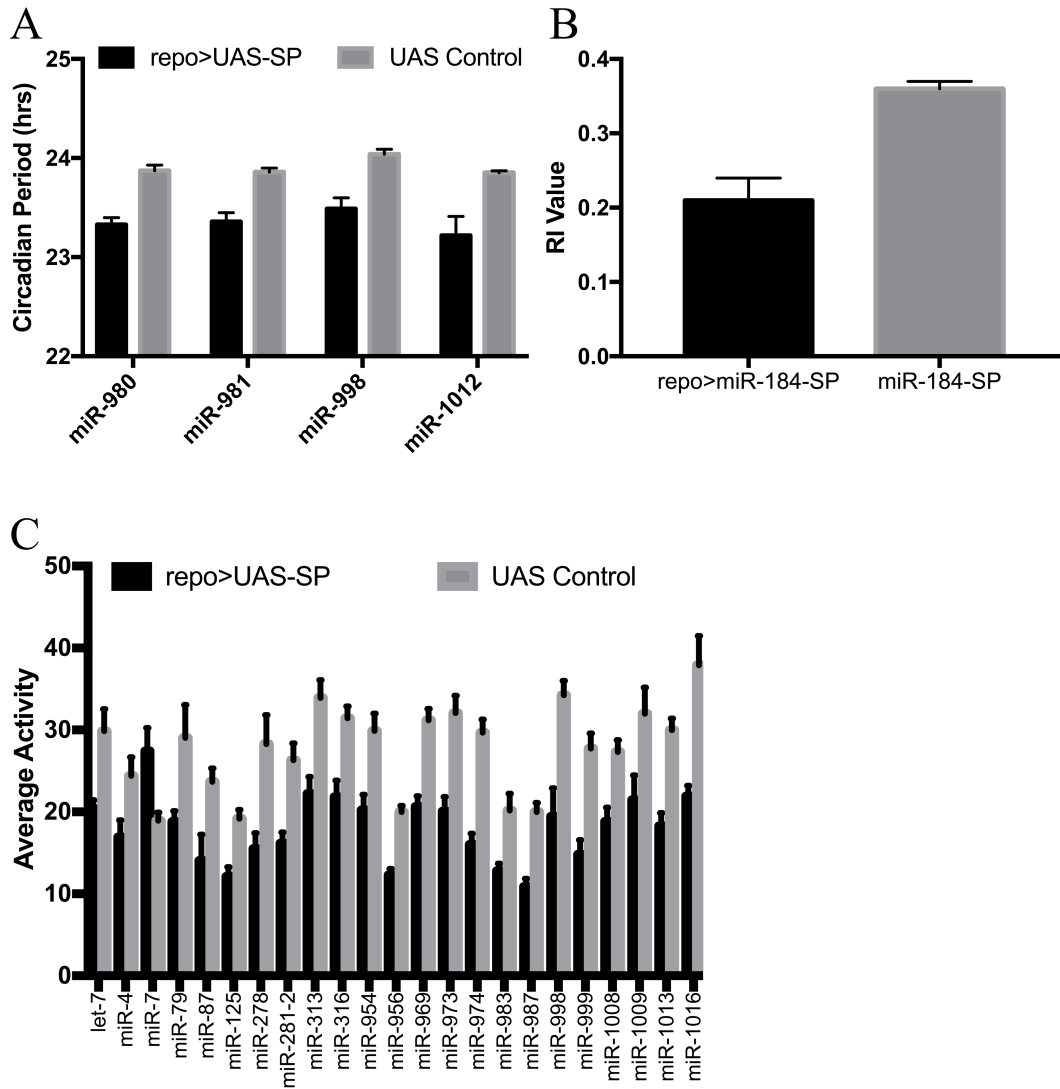 A
B
repo>UAS-SP
UAS Control
Circadian Period (hrs)
25
24
23
22
miR-980
miR-981
miR-998
miR-1012
RI Value
0.4
0.3
0.2
0.1
0.0
repo>miR-184-SP
miR-184-SP
C
repo>UAS-SP
UAS Control
Average Activity
50
40
30
20
10
0
let-7
miR-4
miR-7
miR-79
miR-87
miR-125
miR-278
miR-281-2
miR-313
miR-316
miR-954
miR-956
miR-969
miR-973
miR-974
miR-983
miR-987
miR-998
miR-999
miR-1008
miR-1009
miR-1013
miR-1016